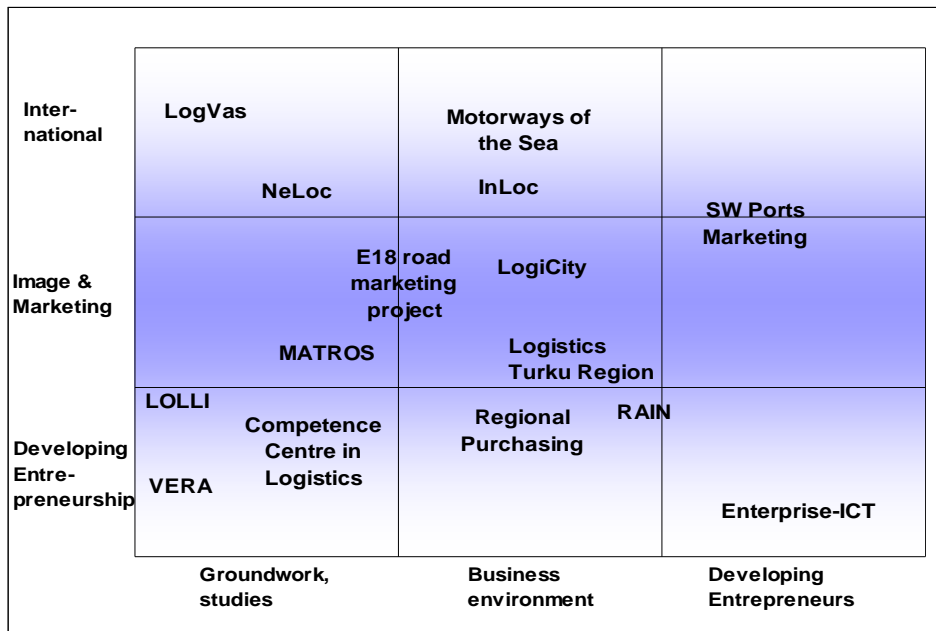 Inter-
national
LogVas
Motorways of
the Sea
NeLoc
InLoc
SW Ports
Marketing
Image &
Marketing
E18 road
marketing
project
LogiCity
MATROS
Logistics
Turku Region
Developing
Entre-
preneurship
LOLLI
Competence
Centre in
Logistics
VERA
Regional
Purchasing
RAIN
Enterprise-ICT
Groundwork,
studies
Business
environment
Developing
Entrepreneurs